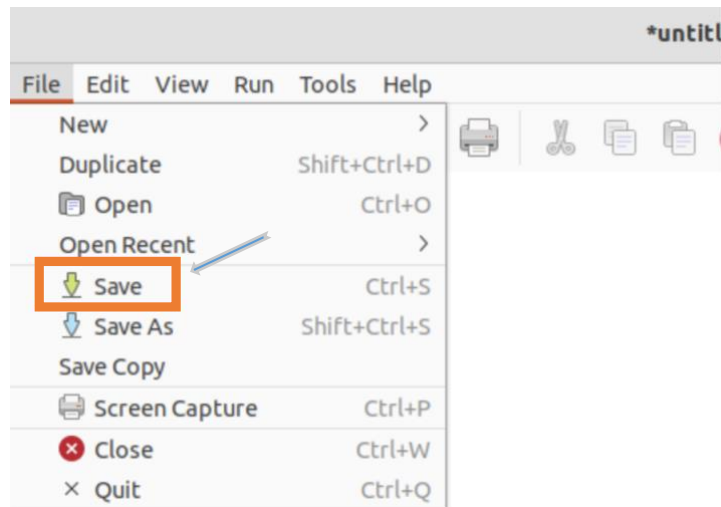 *untitl
File Edit View Run Tools Help
New >
Duplicate Shift+Ctrl+D
Open Ctrl+O
Open Recent >
Save Ctrl+S
Save As Shift+Ctrl+S
Save Copy
Screen Capture Ctrl+P
Close Ctrl+W
Quit Ctrl+Q